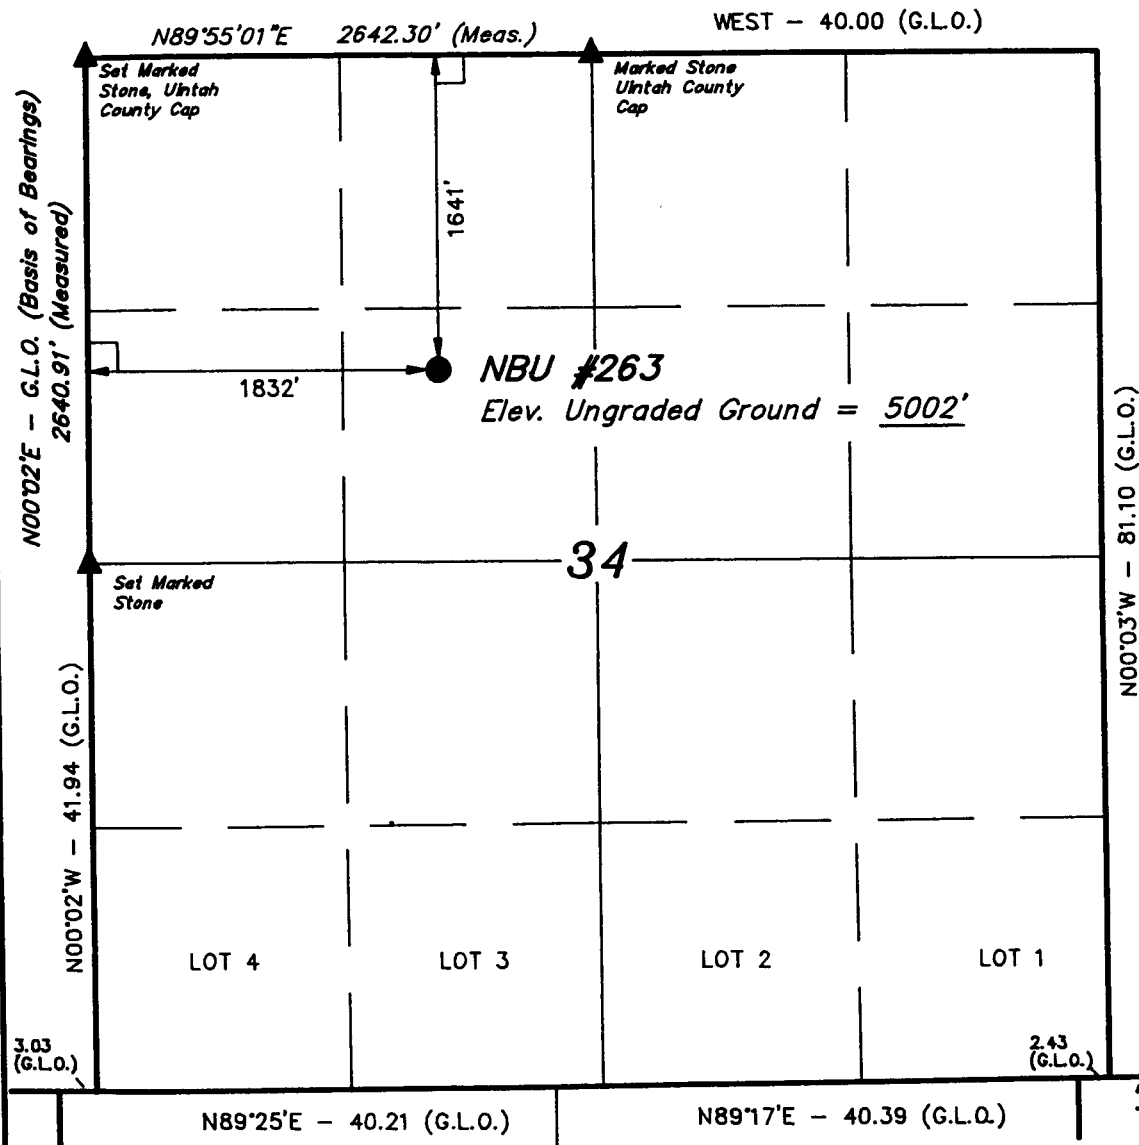 N89°55'01"E 2642.30' (Meas.)
WEST – 40.00 (G.L.O.)
Set Marked
Stone, Uintah
County Cap
Marked Stone
Uintah County
Cap
N00°02'E – G.L.O. (Basis of Bearings)
2640.91' (Measured)
1641'
1832'
NBU #263
Elev. Ungraded Ground = 5002'
N00°03'W – 81.10 (G.L.O.)
34
Set Marked
Stone
N00°02'W – 41.94 (G.L.O.)
LOT 4 LOT 3 LOT 2 LOT 1
3.03
(G.L.O.)
2.43
(G.L.O.)
N89°25'E – 40.21 (G.L.O.)
N89°17'E – 40.39 (G.L.O.)